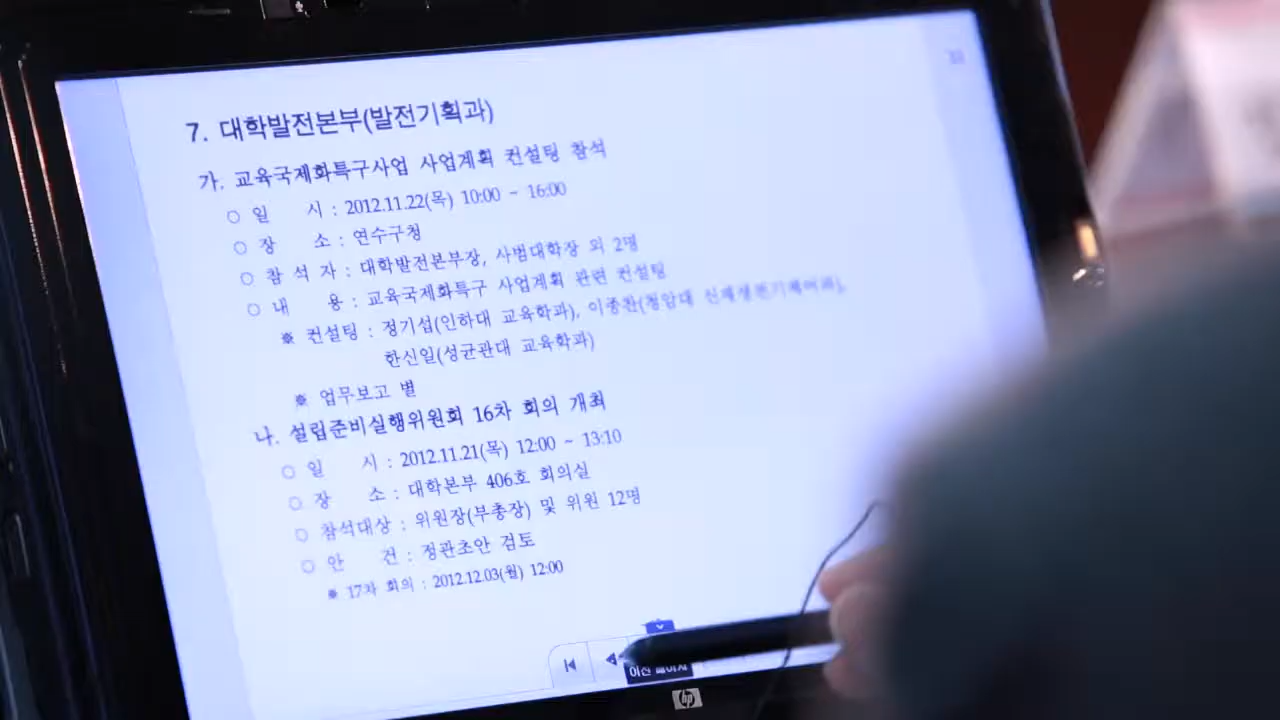 7. 대학발전본부(발전기획과)
가. 교육국제화특구사업 사업계획 컨설팅 참석
○ 일 시 : 2012.11.22(목) 10:00 ~ 16:00
○ 장 소 : 연수구청
○ 참 석 자 : 대학발전본부장, 사범대학장 외 2명
○ 내 용 : 교육국제화특구 사업계획 관련 컨설팅
※ 컨설팅 : 정기섭(인하대 교육학과), 이종찬(청암대
한신일(성균관대 교육학과)
※ 업무보고 별
나. 설립준비실행위원회 16차 회의 개최
○ 일 시 : 2012.11.21(목) 12:00 ~ 13:10
○ 장 소 : 대학본부 406호 회의실
○ 참석대상 : 위원장(부총장) 및 위원 12명
○ 안 건 : 정관초안 검토
※ 17차 회의 : 2012.12.03(월) 12:00
이전 페이지
hp